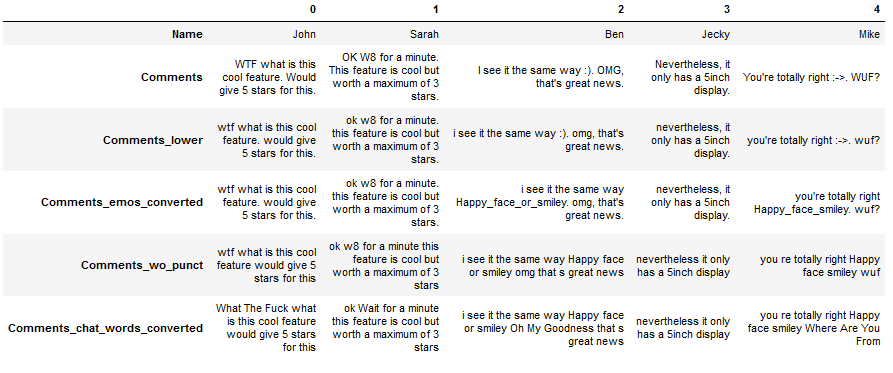 0 1 2 3 4
Name John Sarah Ben Jecky Mike
OK W8 for a minute.
WTF what is this This feature is cool but I see it the same way :). OMG, Nevertheless, it
Comments cool feature. Would worth a maximum of 3 that's great news. only has a 5inch You're totally right :->. WUF?
give 5 stars for this. stars. display.
ok w8 for a minute.
wtf what is this cool this feature is cool but i see it the same way :). omg, that's nevertheless, it
Comments_lower feature. would give worth a maximum of 3 great news. only has a 5inch you're totally right :->. wuf?
5 stars for this. stars. display.
ok w8 for a minute.
wtf what is this cool this feature is cool but i see it the same way nevertheless, it you're totally right
Comments_emos_converted feature. would give worth a maximum of 3 Happy_face_or_smiley. omg, that's only has a 5inch Happy_face_smiley. wuf?
5 stars for this. stars. great news. display.
wtf what is this cool ok w8 for a minute this i see it the same way Happy face nevertheless it only you re totally right Happy
Comments_wo_punct feature would give 5 feature is cool but or smiley omg that s great news has a 5inch display face smiley wuf
stars for this worth a maximum of 3
stars
What The Fuck what ok Wait for a minute i see it the same way Happy face you re totally right Happy
Comments_chat_words_converted is this cool feature this feature is cool but or smiley Oh My Goodness that s nevertheless it only face smiley Where Are You
would give 5 stars worth a maximum of 3 great news has a 5inch display From
for this stars